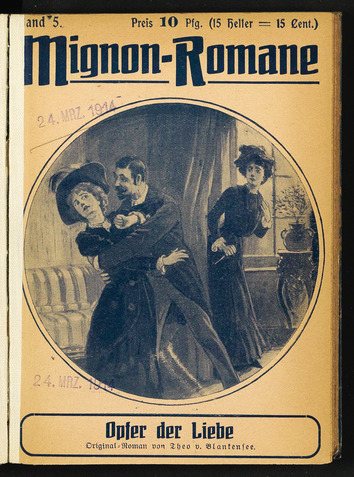 and 5. Preis 10 Pfg. (15 Heller = 15 Cent.)
Mignon-Romane
24. MRZ. 1914
24. MRZ. 1914
Opfer der Liebe
Original-Roman von Theo v. Blankensee.